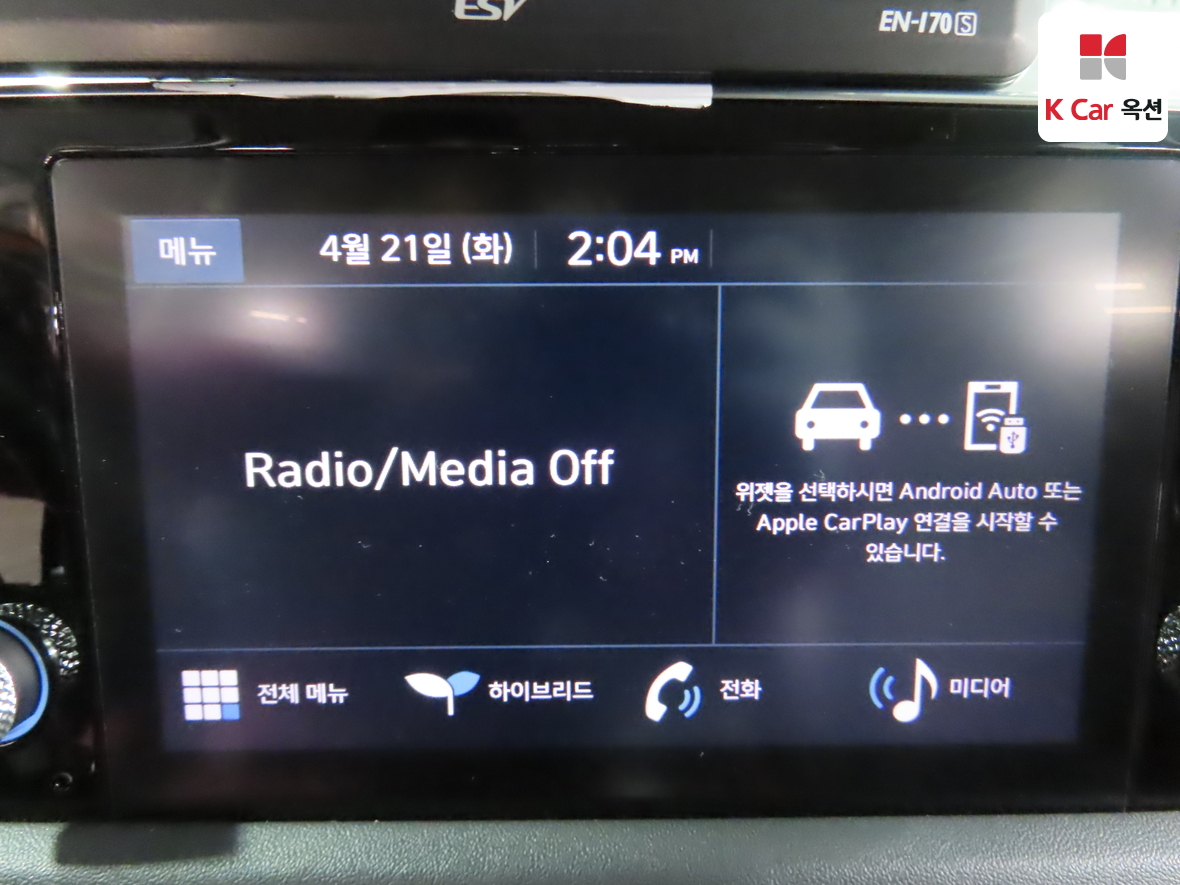 ESV
EN-170 S
K Car 옥션
메뉴
4월 21일 (화)
2:04 PM
Radio/Media Off
위젯을 선택하시면 Android Auto 또는
Apple CarPlay 연결을 시작할 수
있습니다.
전체 메뉴
하이브리드
전화
미디어